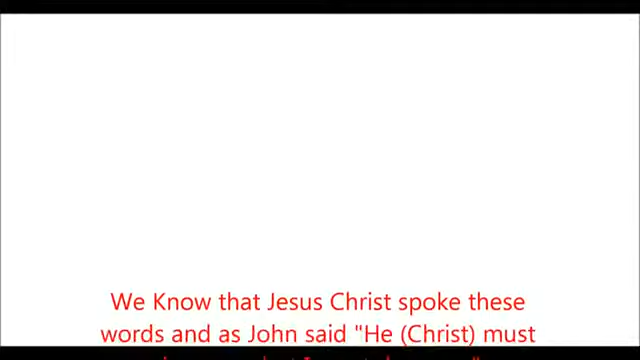 We Know that Jesus Christ spoke these
words and as John said "He (Christ) must